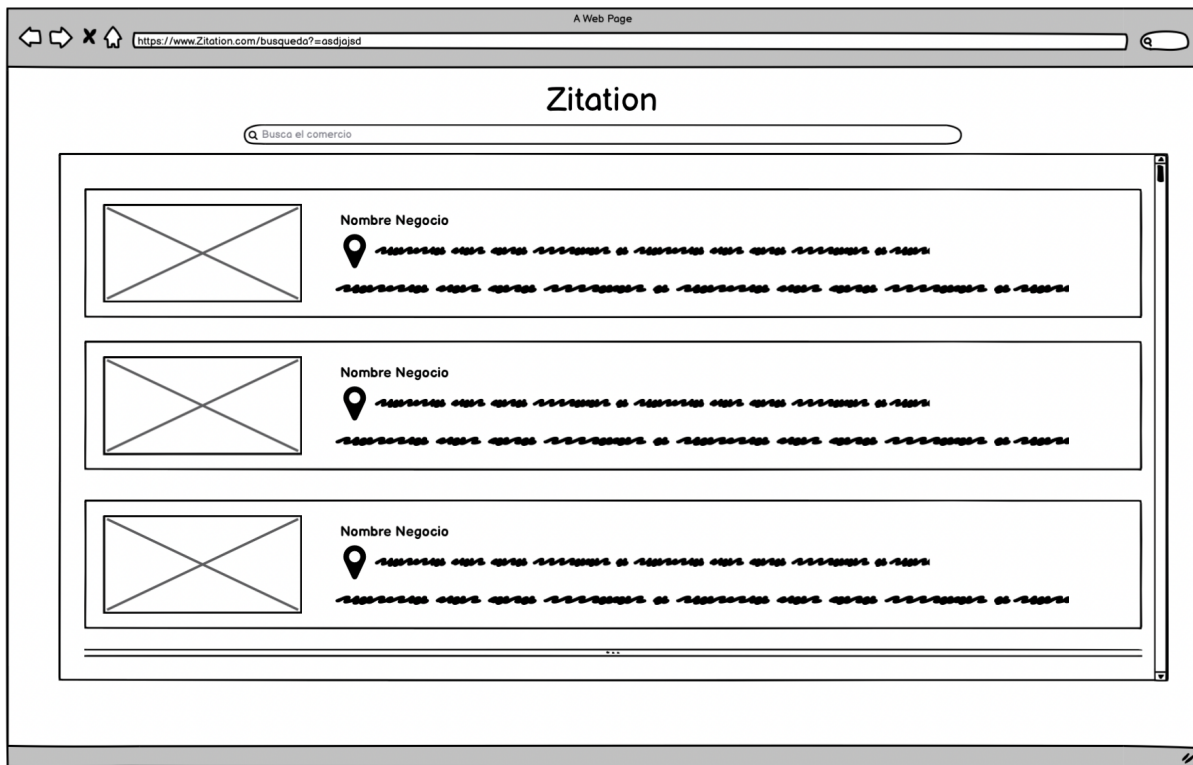 A Web Page
https://www.Zitation.com/busqueda?=asdjajsd
Zitation
Busca el comercio
Nombre Negocio
Nombre Negocio
Nombre Negocio